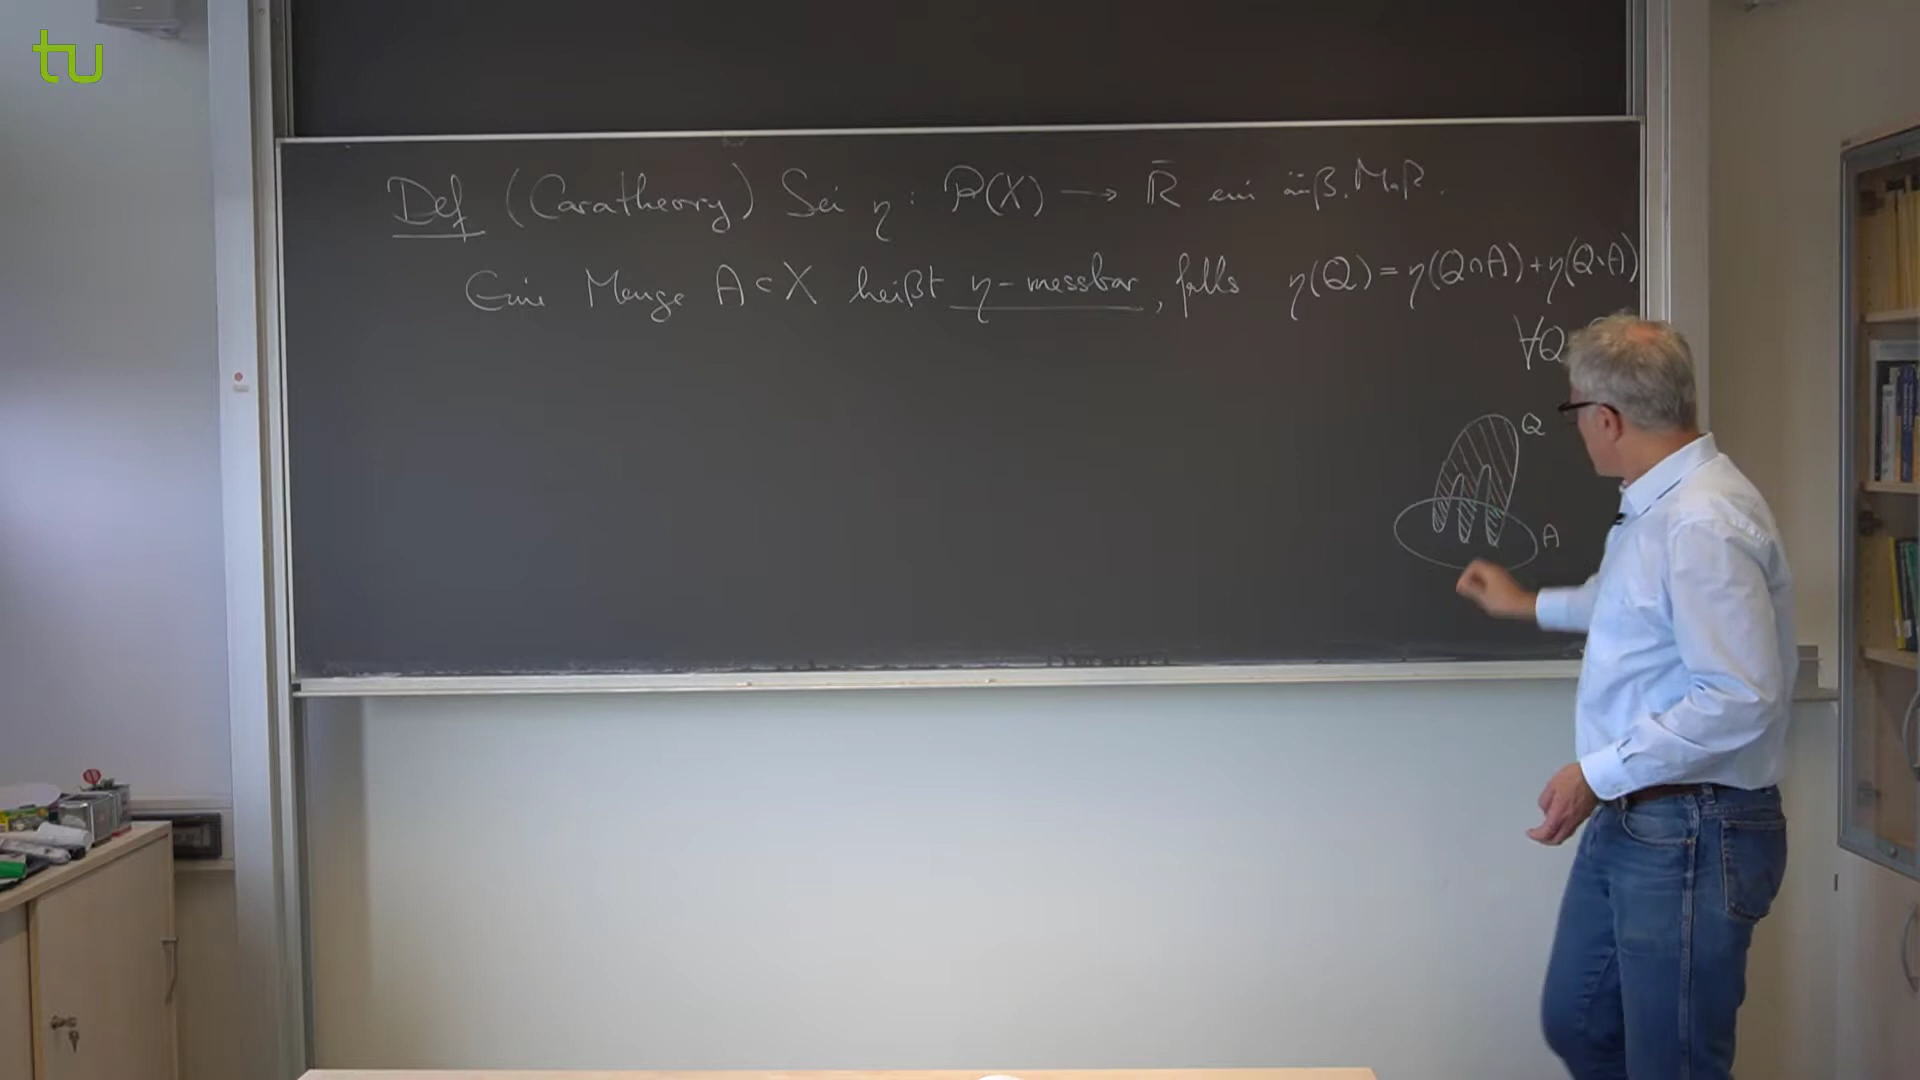 tu
Def (Caratheory) Sei η: P(X) → R̄ ein äuß. Maß.
Eine Menge A ⊂ X heißt η-messbar, falls η(Q) = η(Q∩A) + η(Q\A)
∀Q
Q
A